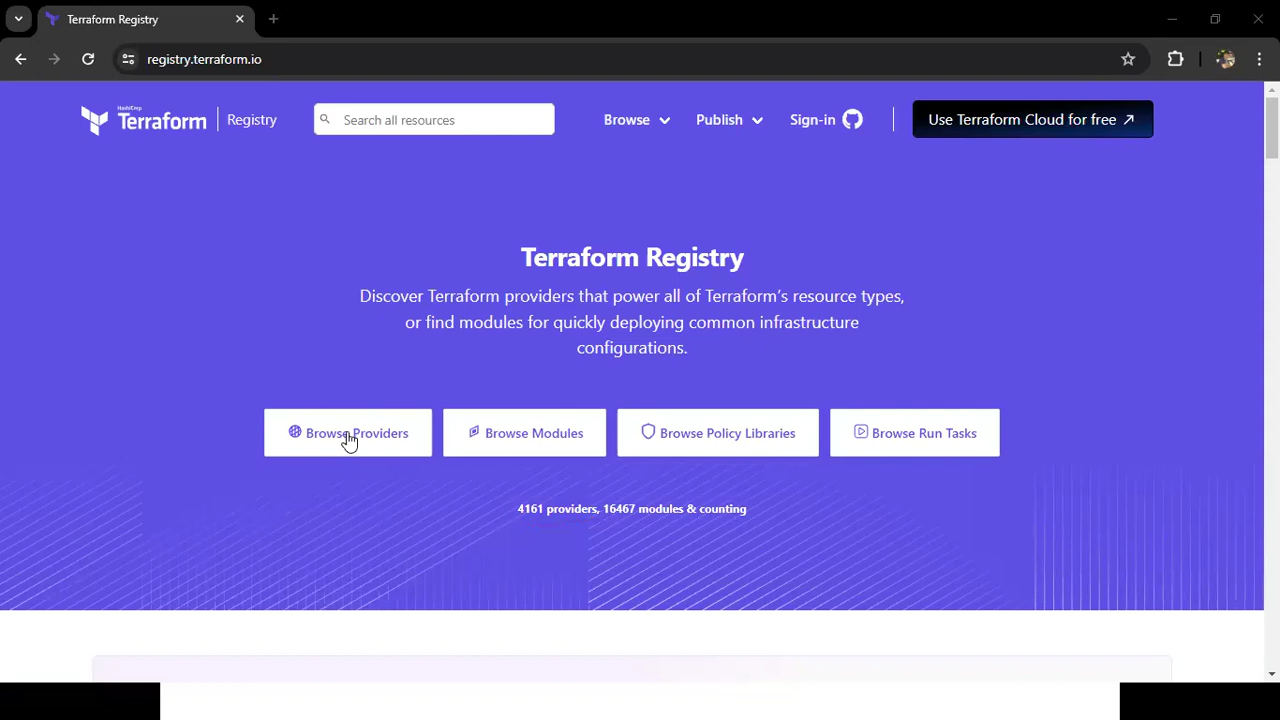 Terraform Registry
registry.terraform.io
HashiCorp
Terraform
Registry
Search all resources
Browse
Publish
Sign-in
Use Terraform Cloud for free
Terraform Registry
Discover Terraform providers that power all of Terraform’s resource types,
or find modules for quickly deploying common infrastructure
configurations.
Browse Providers
Browse Modules
Browse Policy Libraries
Browse Run Tasks
4161 providers, 16467 modules & counting